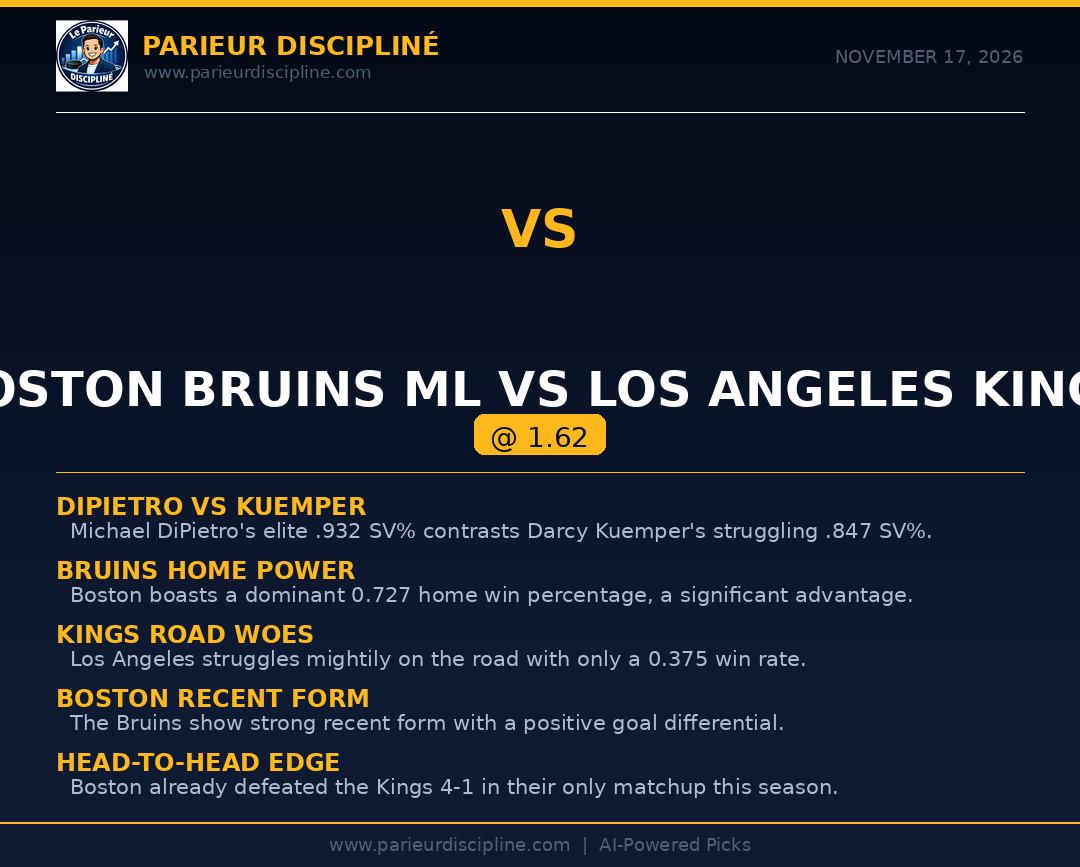 Le Parieur
DISCIPLINÉ
PARIEUR DISCIPLINÉ
www.parieurdiscipline.com
NOVEMBER 17, 2026
VS
OSTON BRUINS ML VS LOS ANGELES KING
@ 1.62
DIPIETRO VS KUEMPER
Michael DiPietro's elite .932 SV% contrasts Darcy Kuemper's struggling .847 SV%.
BRUINS HOME POWER
Boston boasts a dominant 0.727 home win percentage, a significant advantage.
KINGS ROAD WOES
Los Angeles struggles mightily on the road with only a 0.375 win rate.
BOSTON RECENT FORM
The Bruins show strong recent form with a positive goal differential.
HEAD-TO-HEAD EDGE
Boston already defeated the Kings 4-1 in their only matchup this season.
www.parieurdiscipline.com | AI-Powered Picks